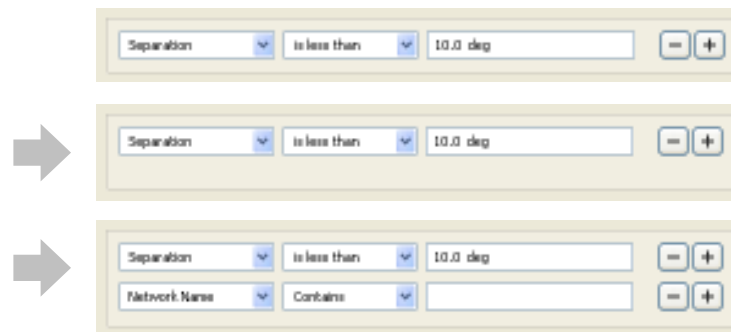 Separation is less than 10.0 deg − +
Separation is less than 10.0 deg − +
Separation is less than 10.0 deg − +
Network Name Contains − +